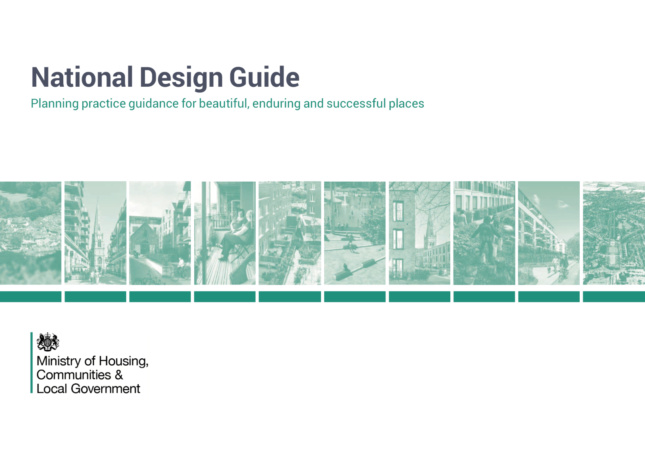 National Design Guide
Planning practice guidance for beautiful, enduring and successful places
Ministry of Housing,
Communities &
Local Government